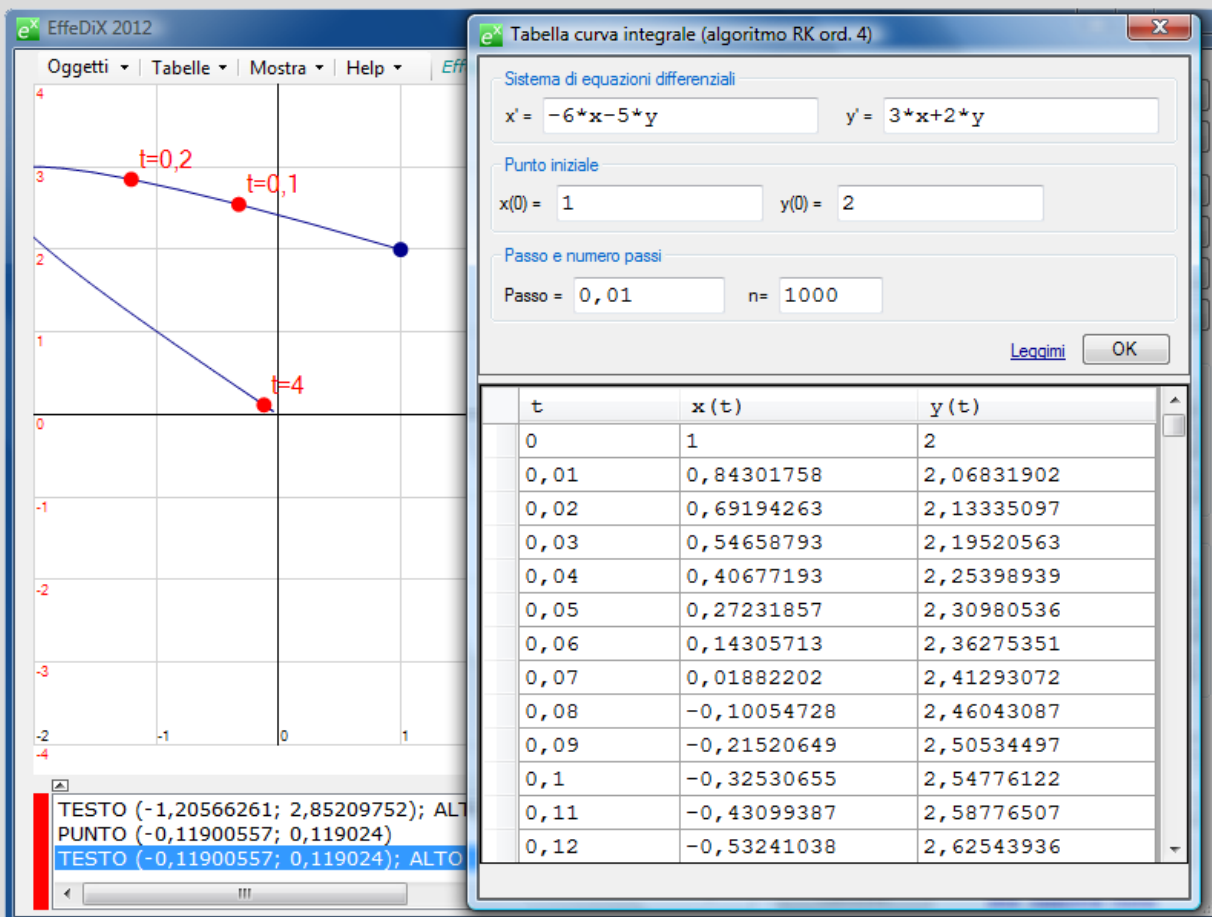 EffeDiX 2012
Oggetti Tabelle Mostra Help Eff
4
3
2
1
0
-1
-2
-3
-4
-2 -1 0 1
t=0,2
t=0,1
t=4
TESTO (-1,20566261; 2,85209752); ALT
PUNTO (-0,11900557; 0,119024)
TESTO (-0,11900557; 0,119024); ALTO
Tabella curva integrale (algoritmo RK ord. 4)
Sistema di equazioni differenziali
x' = -6*x-5*y y' = 3*x+2*y
Punto iniziale
x(0) = 1 y(0) = 2
Passo e numero passi
Passo = 0,01 n= 1000
Leggimi OK
t x(t) y(t)
0 1 2
0,01 0,84301758 2,06831902
0,02 0,69194263 2,13335097
0,03 0,54658793 2,19520563
0,04 0,40677193 2,25398939
0,05 0,27231857 2,30980536
0,06 0,14305713 2,36275351
0,07 0,01882202 2,41293072
0,08 -0,10054728 2,46043087
0,09 -0,21520649 2,50534497
0,1 -0,32530655 2,54776122
0,11 -0,43099387 2,58776507
0,12 -0,53241038 2,62543936